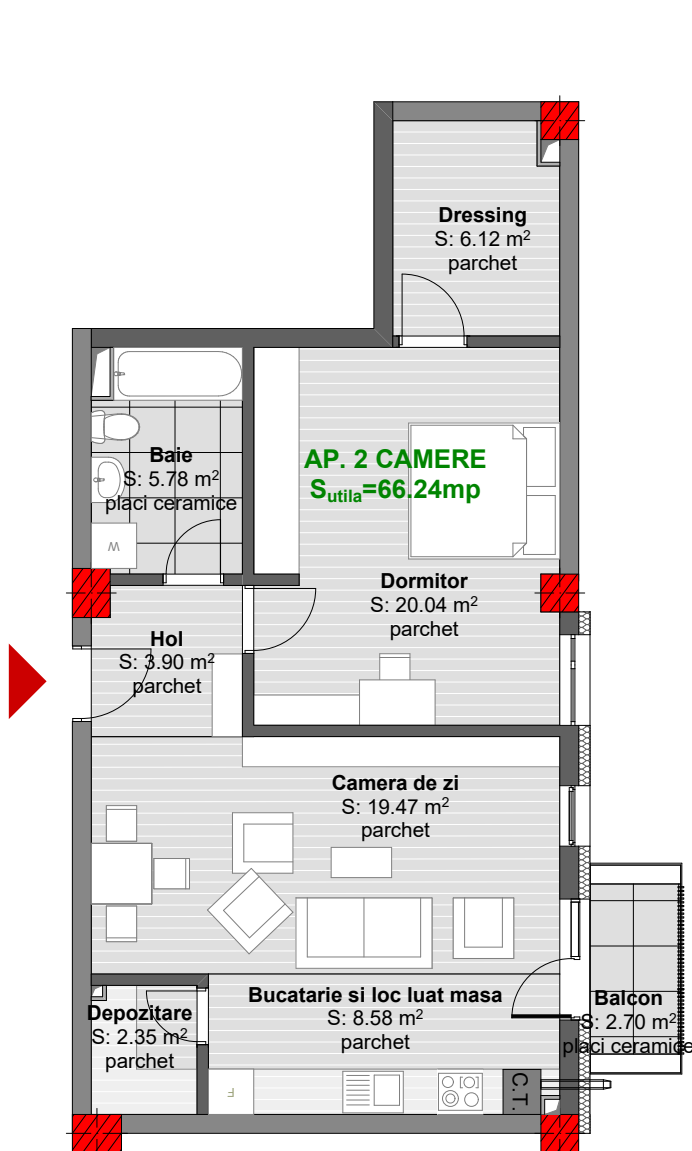 Dressing
S: 6.12 m²
parchet
Baie
S: 5.78 m²
placi ceramice
W
AP. 2 CAMERE
Sutila=66.24mp
Dormitor
S: 20.04 m²
parchet
Hol
S: 3.90 m²
parchet
Camera de zi
S: 19.47 m²
parchet
Bucatarie si loc luat masa
S: 8.58 m²
parchet
Depozitare
S: 2.35 m²
parchet
Balcon
S: 2.70 m²
placi ceramice
F
C.T.